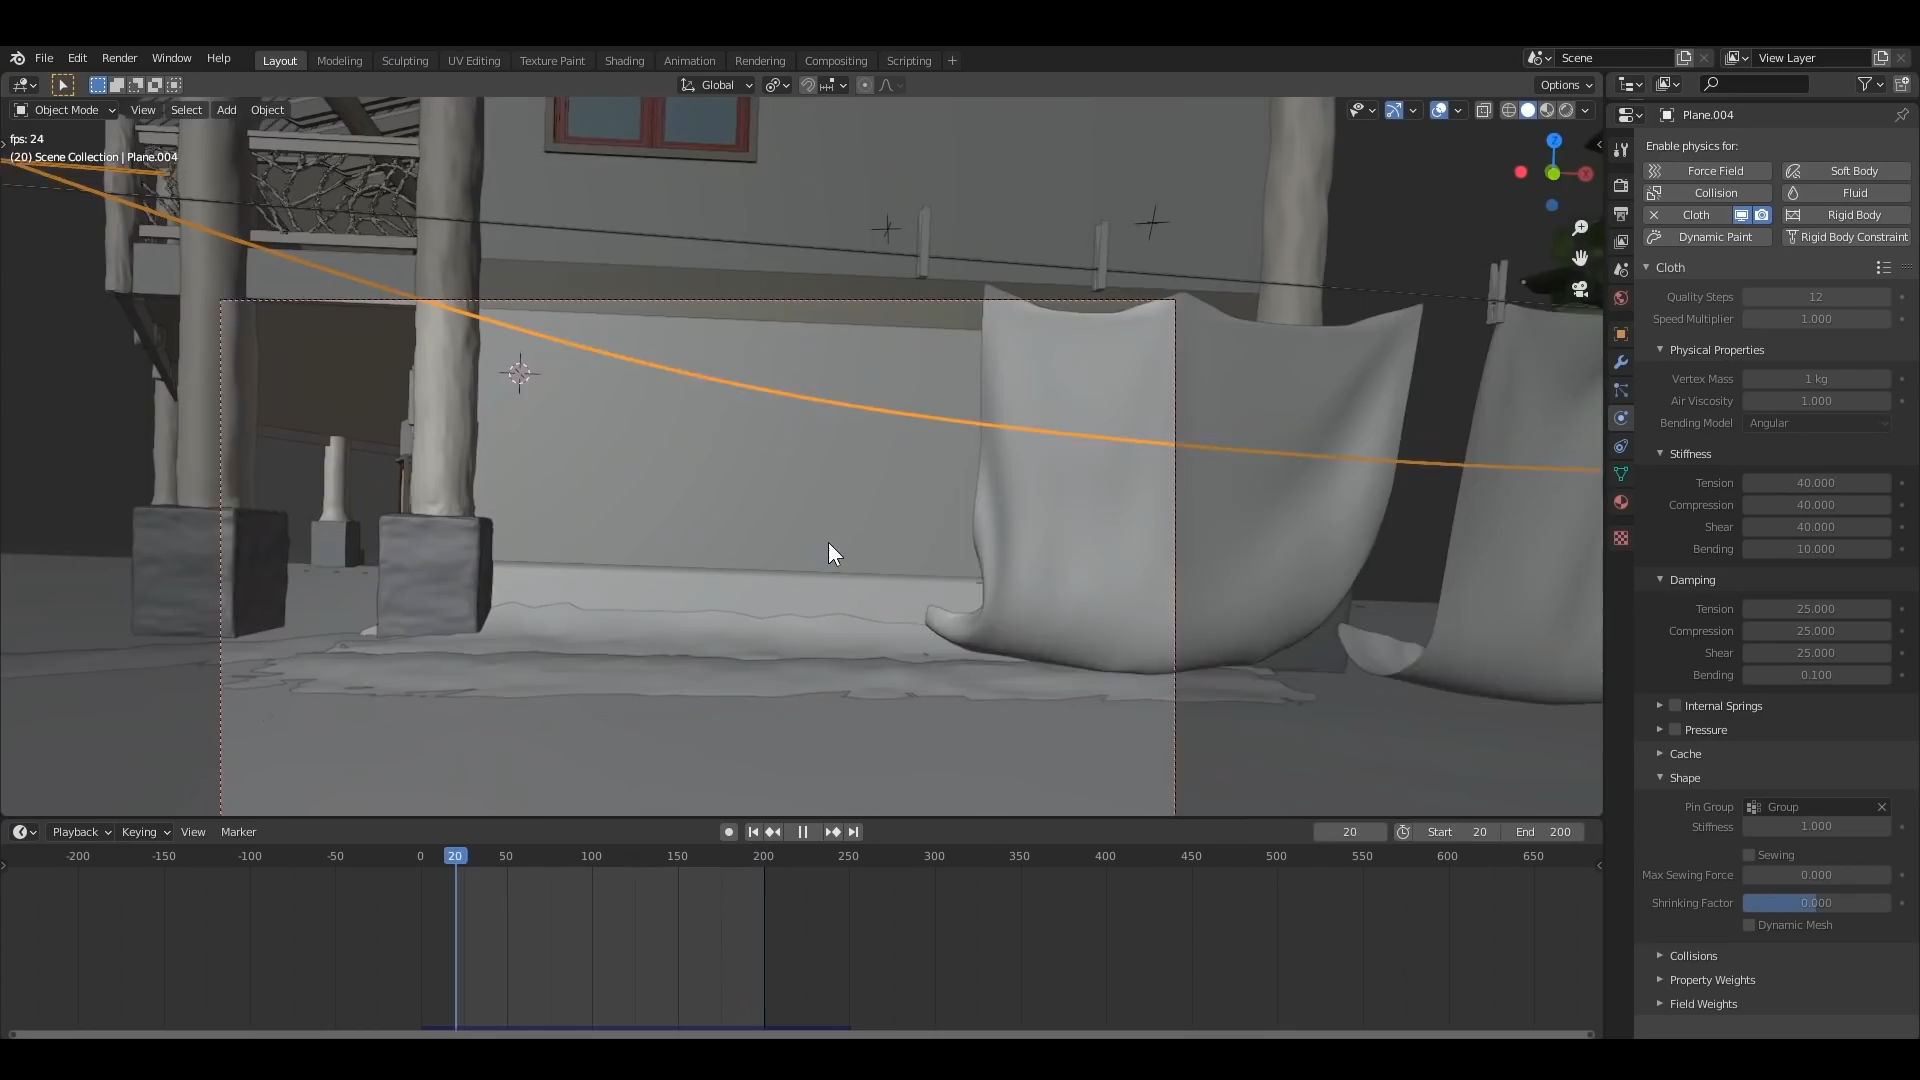 File Edit Render Window Help Layout Modeling Sculpting UV Editing Texture Paint Shading Animation Rendering Compositing Scripting + Scene View Layer
Global Options
Object Mode View Select Add Object
Plane.004
fps: 24
(20) Scene Collection | Plane.004
Z
X
Enable physics for:
Force Field Soft Body
Collision Fluid
Cloth Rigid Body
Dynamic Paint Rigid Body Constraint
Cloth
Quality Steps 12
Speed Multiplier 1.000
Physical Properties
Vertex Mass 1 kg
Air Viscosity 1.000
Bending Model Angular
Stiffness
Tension 40.000
Compression 40.000
Shear 40.000
Bending 10.000
Damping
Tension 25.000
Compression 25.000
Shear 25.000
Bending 0.100
Internal Springs
Pressure
Cache
Shape
Pin Group Group
Stiffness 1.000
Sewing
Max Sewing Force 0.000
Shrinking Factor 0.000
Dynamic Mesh
Collisions
Property Weights
Field Weights
Playback Keying View Marker 20 Start 20 End 200
-200 -150 -100 -50 0 20 50 100 150 200 250 300 350 400 450 500 550 600 650